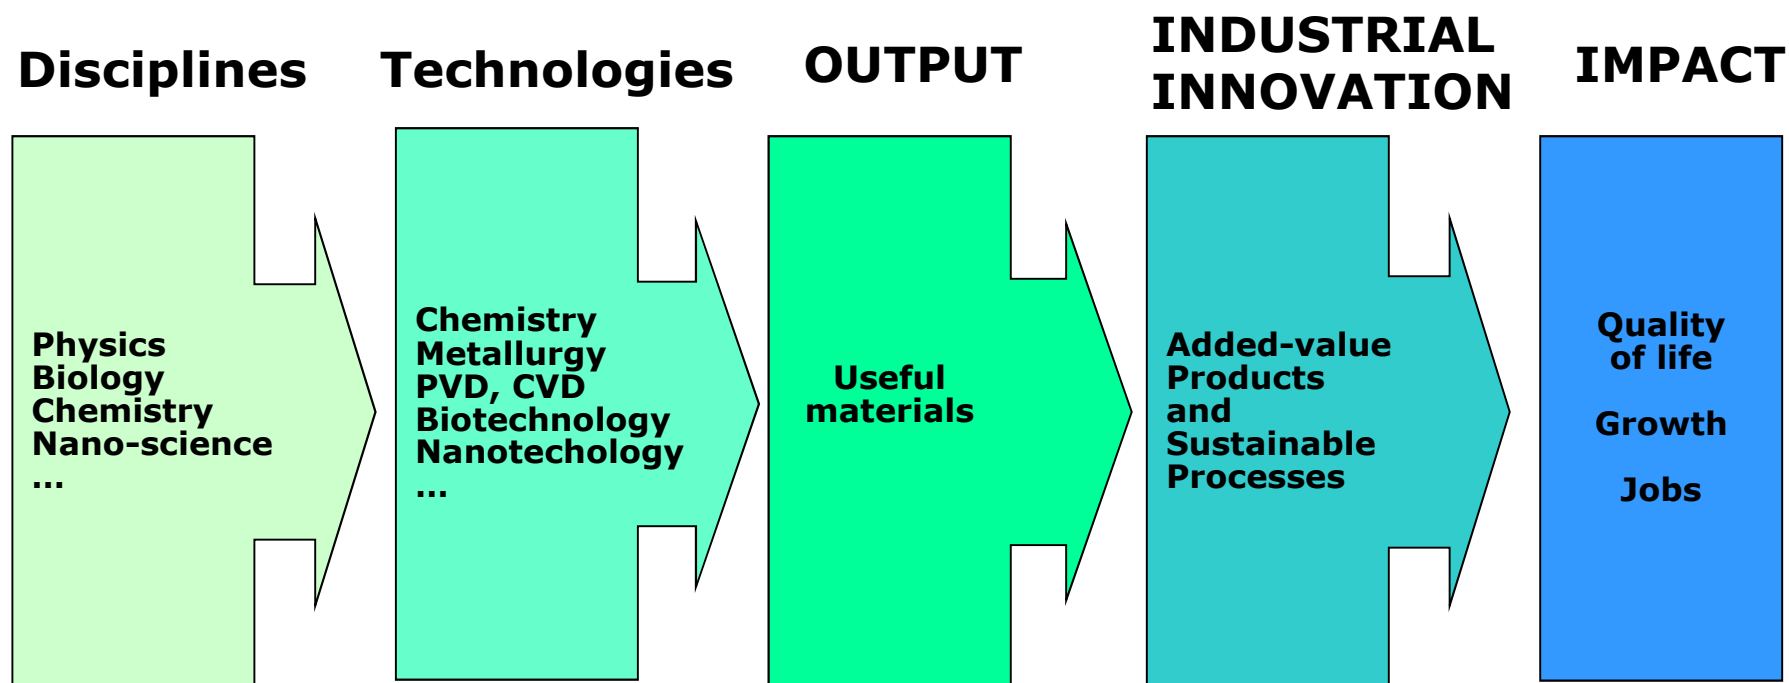 Disciplines
Physics
Biology
Chemistry
Nano-science
...
Technologies
Chemistry
Metallurgy
PVD, CVD
Biotechnology
Nanotechology
...
OUTPUT
Useful
materials
INDUSTRIAL
INNOVATION
Added-value
Products
and
Sustainable
Processes
IMPACT
Quality
of life
Growth
Jobs